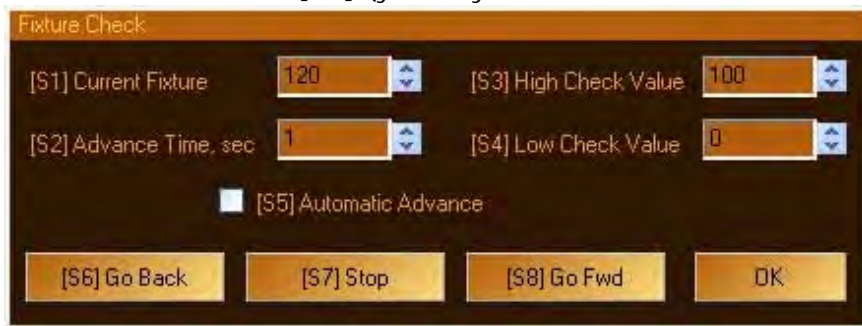 Fixture Check
[S1] Current Fixture 120 [S3] High Check Value 100
[S2] Advance Time, sec 1 [S4] Low Check Value 0
[S5] Automatic Advance
[S6] Go Back [S7] Stop [S8] Go Fwd OK